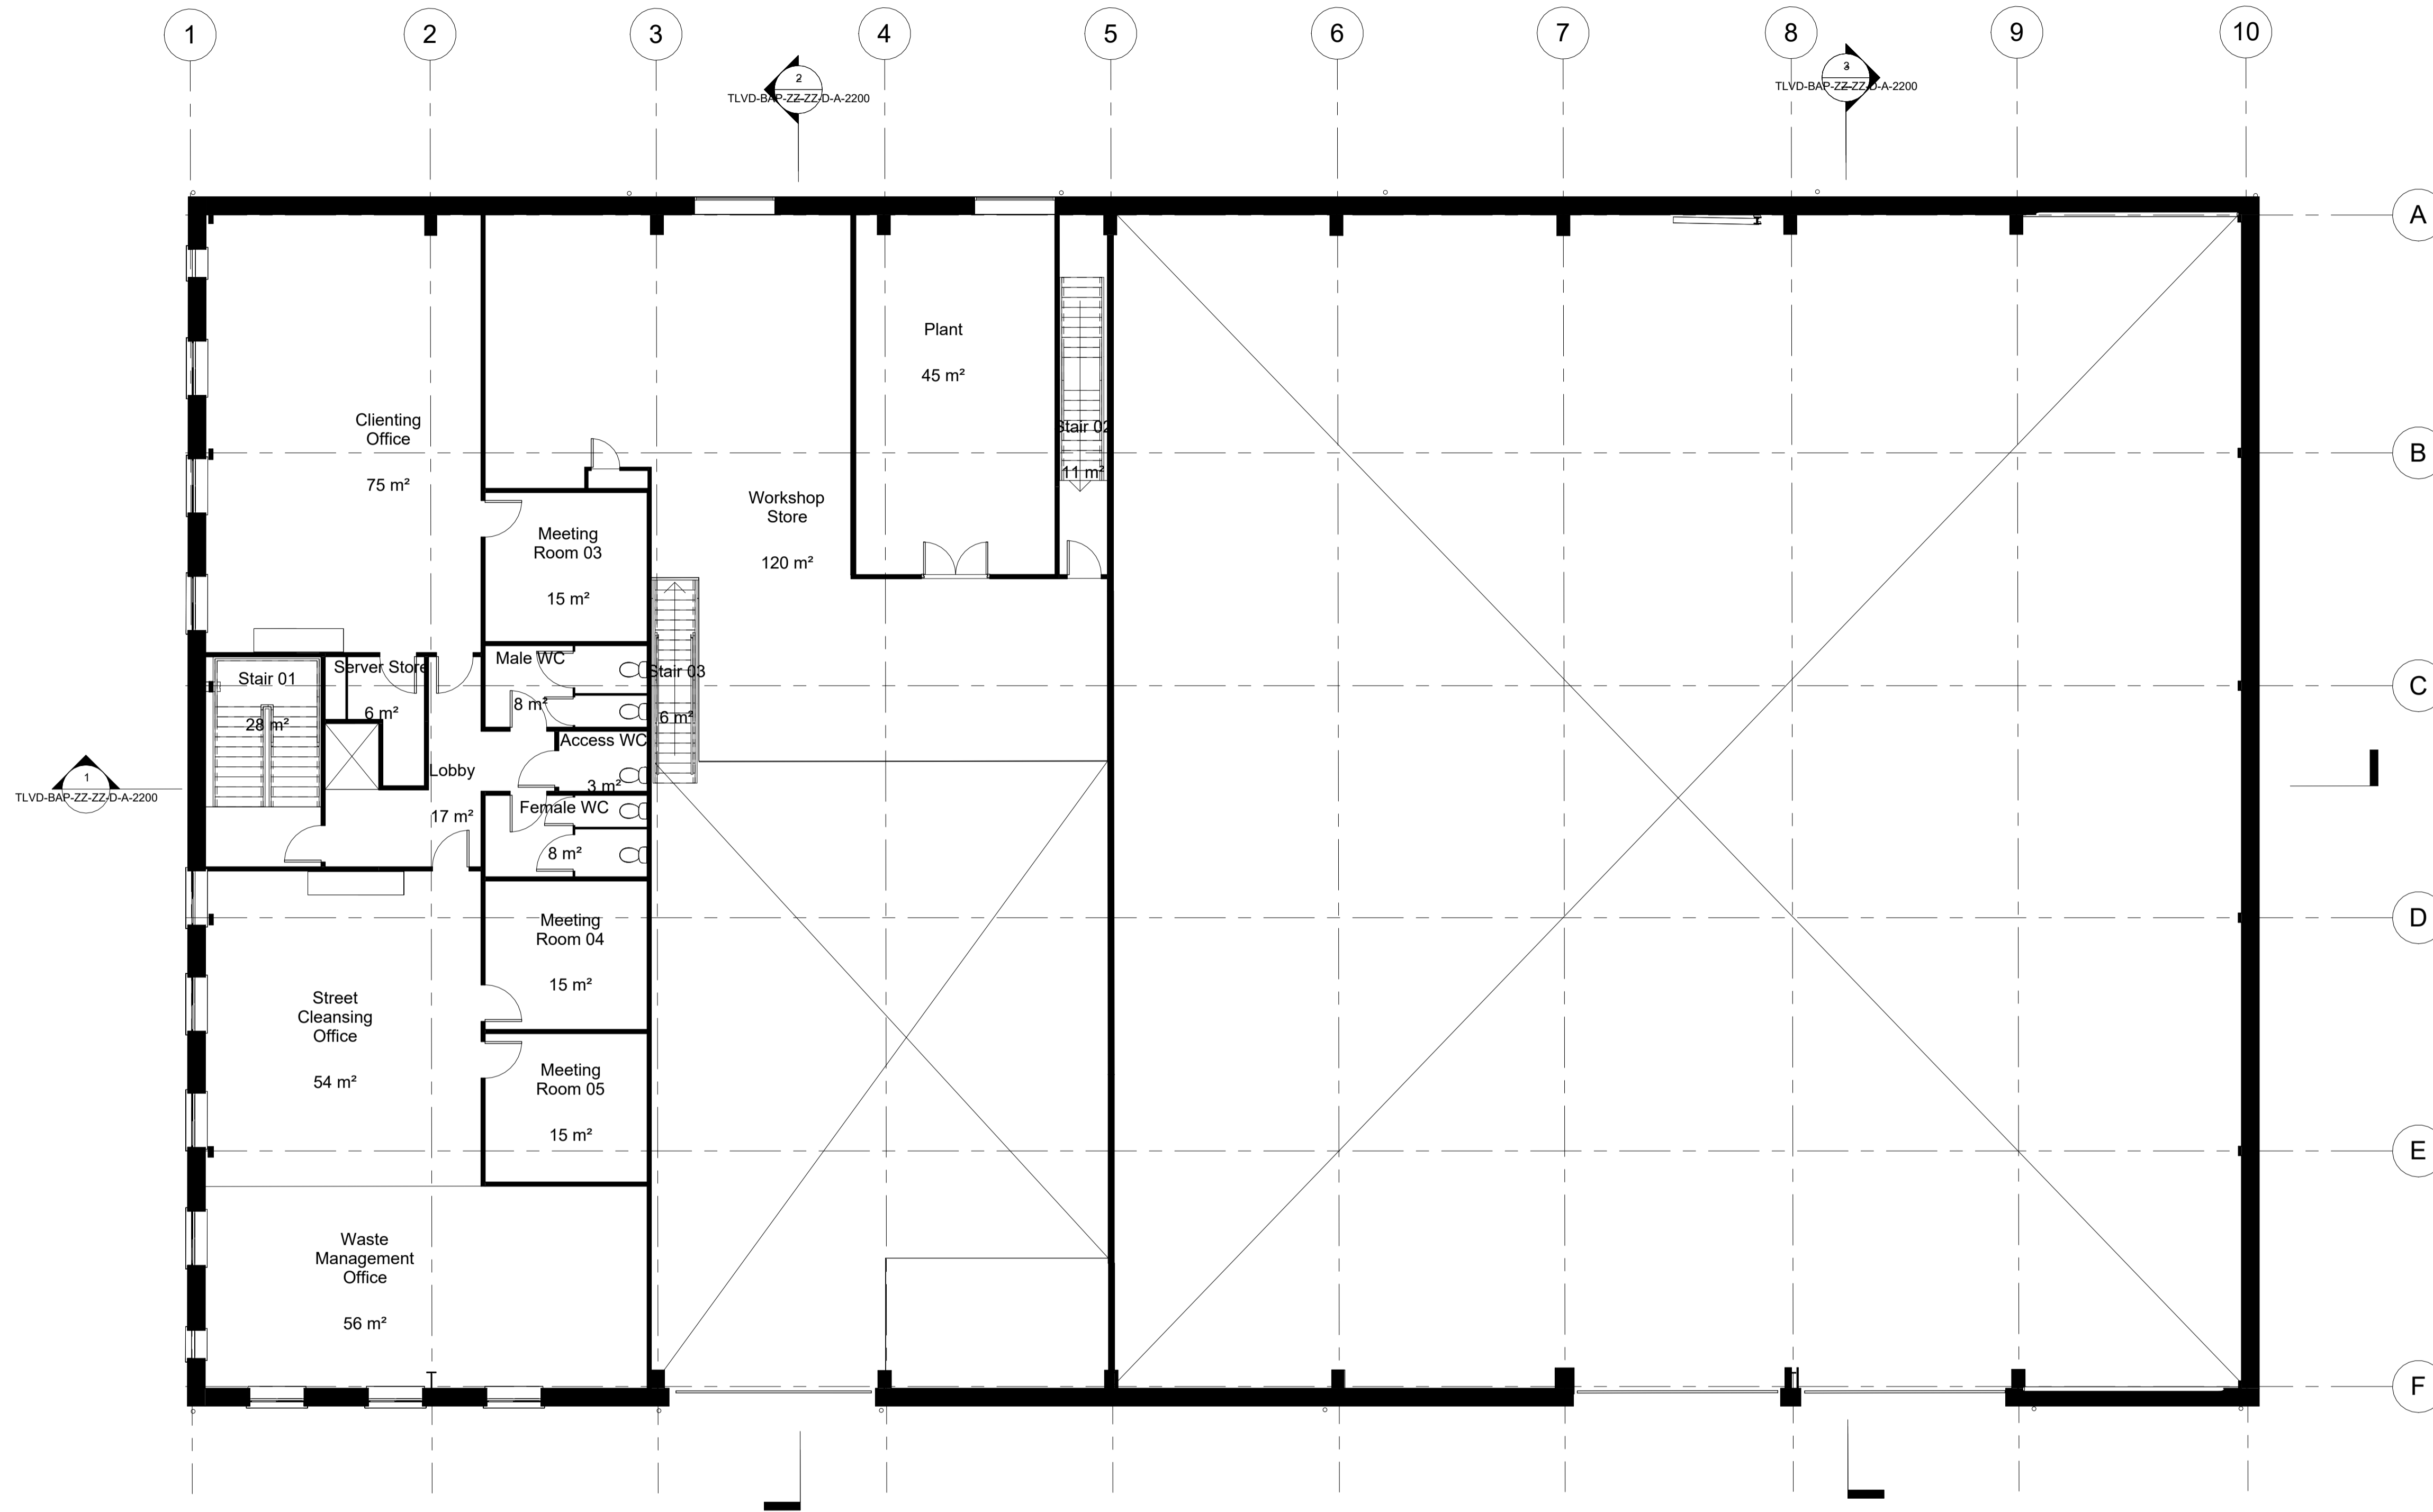 1
2
3
4
5
6
7
8
9
10
2
TLVD-BAP-ZZ-ZZ-D-A-2200
3
TLVD-BAP-ZZ-ZZ-D-A-2200
A
B
C
D
E
F
Clienting
Office
75 m²
Plant
45 m²
Stair 02
11 m²
Workshop
Store
120 m²
Meeting
Room 03
15 m²
Stair 01
28 m²
Server Store
6 m²
Male WC
8 m²
Stair 03
6 m²
Access WC
3 m²
Lobby
17 m²
Female WC
8 m²
1
TLVD-BAP-ZZ-ZZ-D-A-2200
Meeting
Room 04
15 m²
Street
Cleansing
Office
54 m²
Meeting
Room 05
15 m²
Waste
Management
Office
56 m²